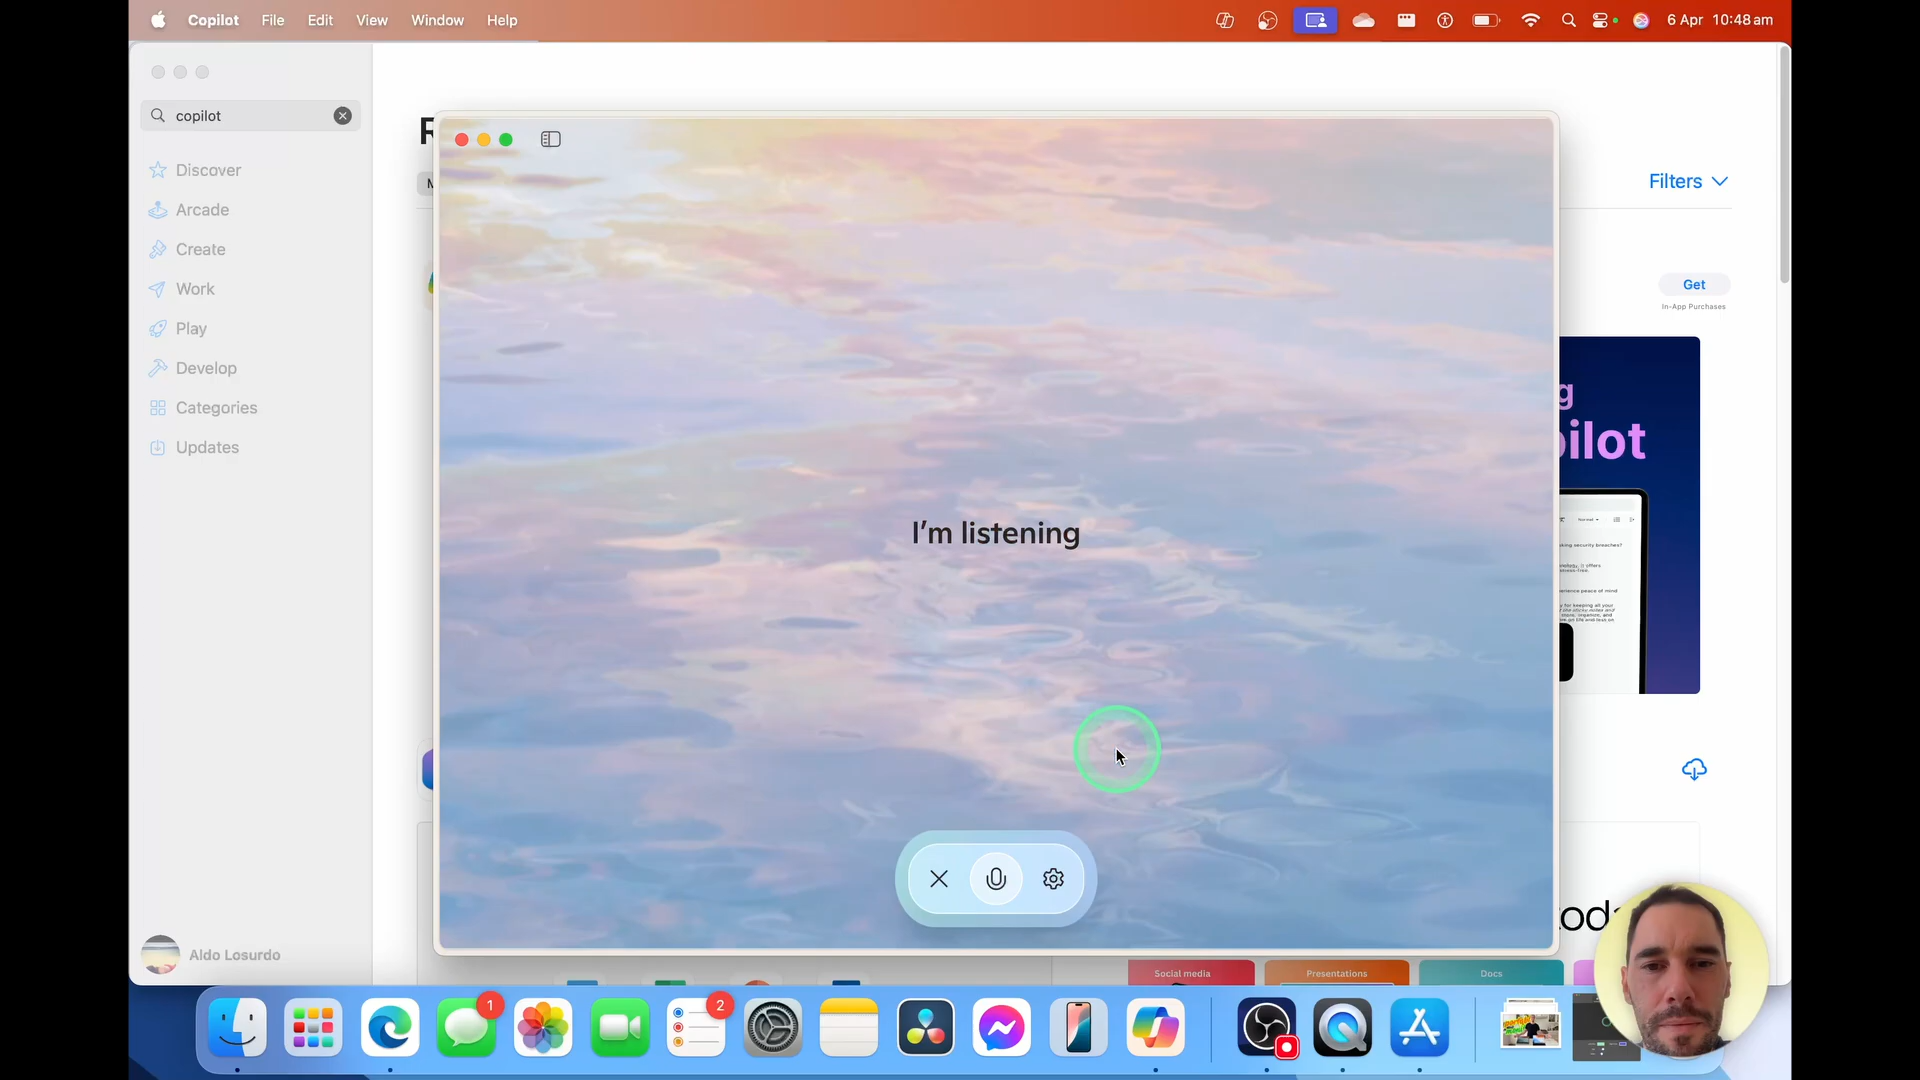 Copilot File Edit View Window Help 6 Apr 10:48 am
copilot
Discover
Arcade
Create
Work
Play
Develop
Categories
Updates
Aldo Losurdo
Filters
Get
In-App Purchases
g
pilot
I'm listening
Social media
Presentations
Docs
1
2